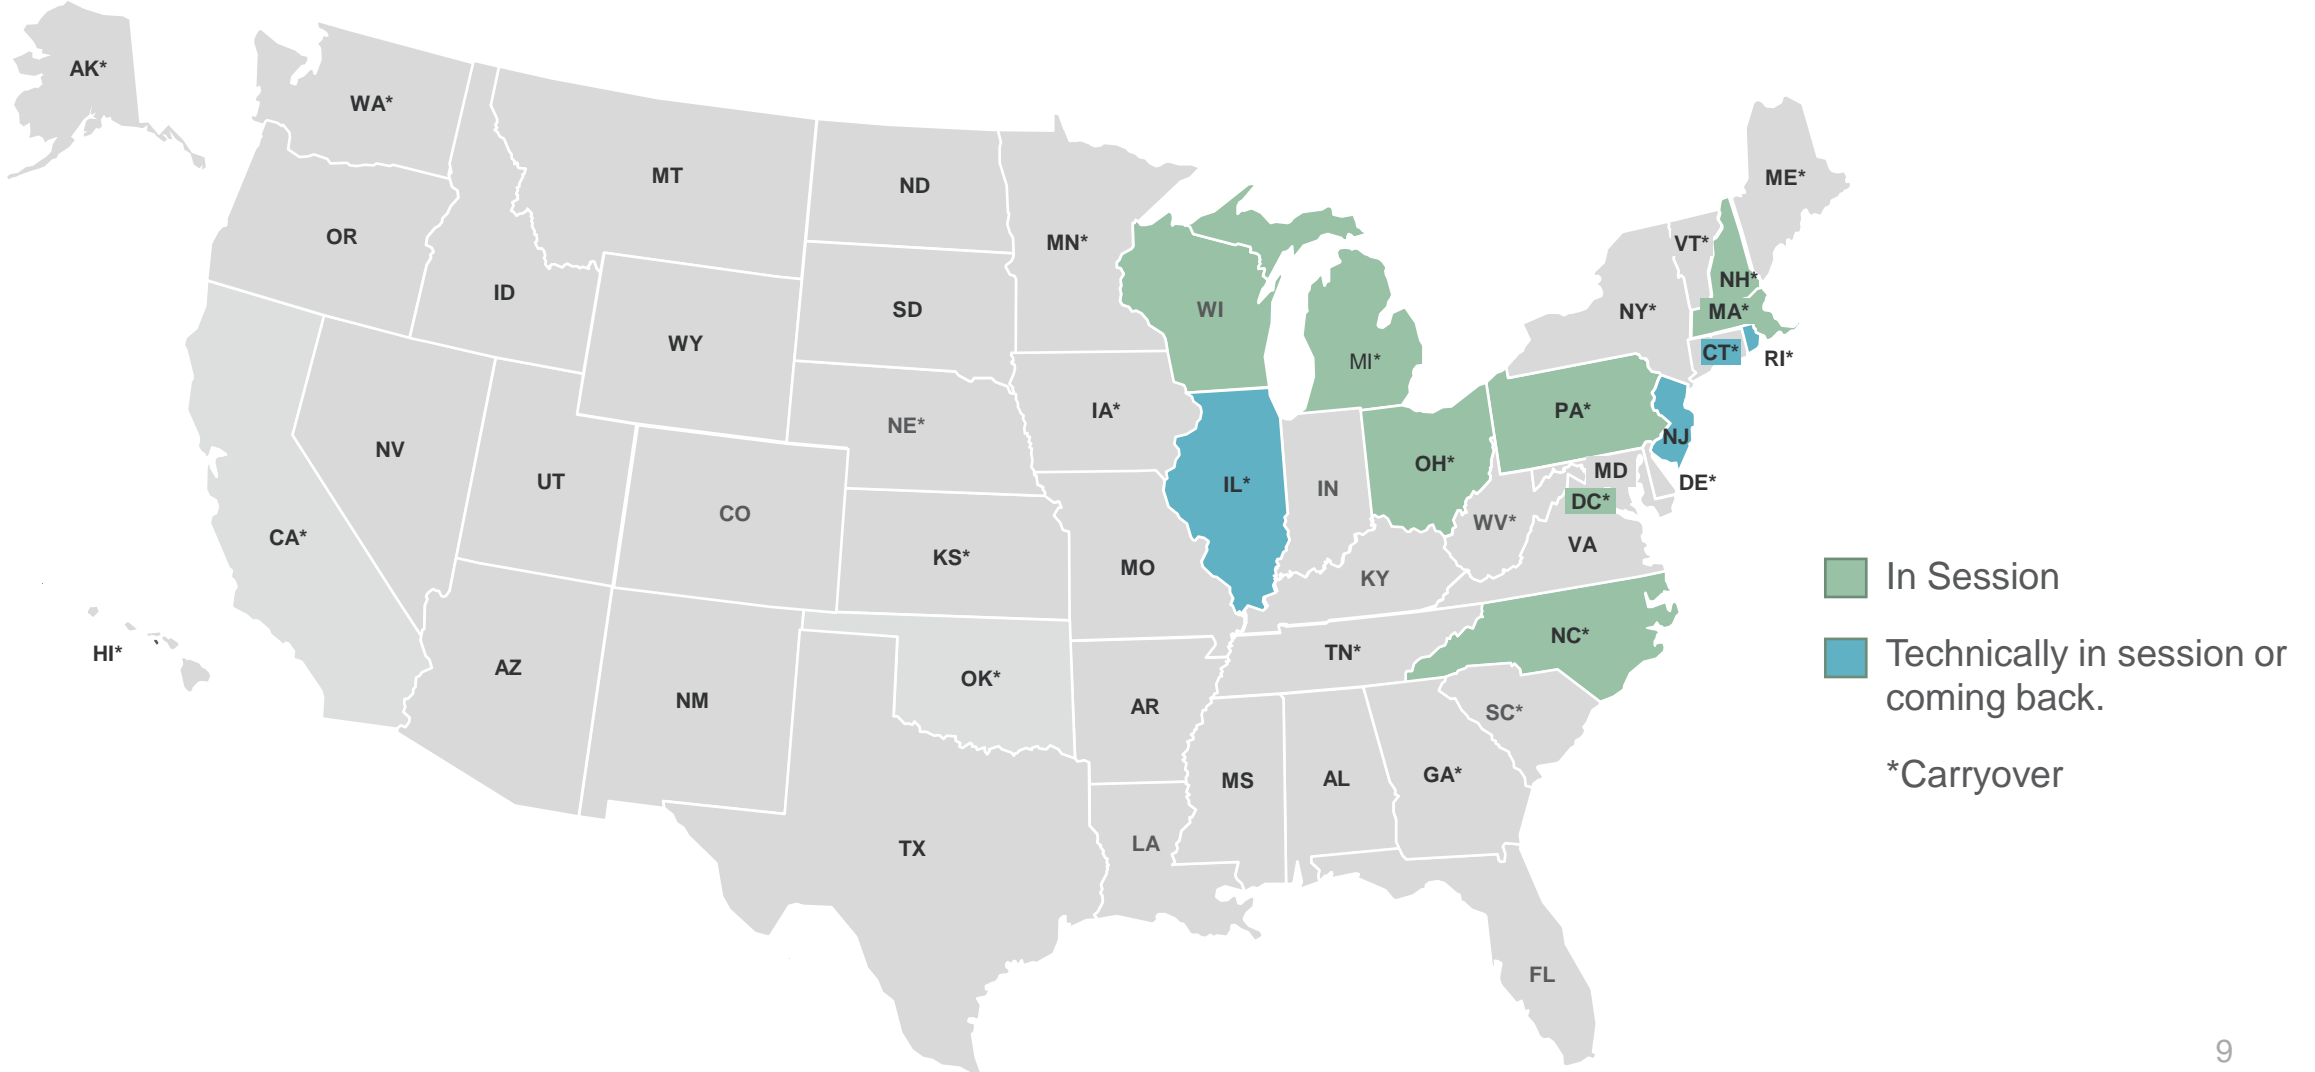 AK*
WA*
MT
ND
ME*
OR
MN*
VT*
ID
NH*
SD
WI
NY*
MA*
WY
MI*
CT*
RI*
IA*
PA*
NE*
NJ
NV
OH*
MD
UT
IL*
IN
DE*
CO
DC*
WV*
CA*
VA
KS*
MO
KY
In Session
HI*
AZ
TN*
NC*
Technically in session or
coming back.
NM
OK*
AR
SC*
MS
AL
GA*
*Carryover
TX
LA
FL
9